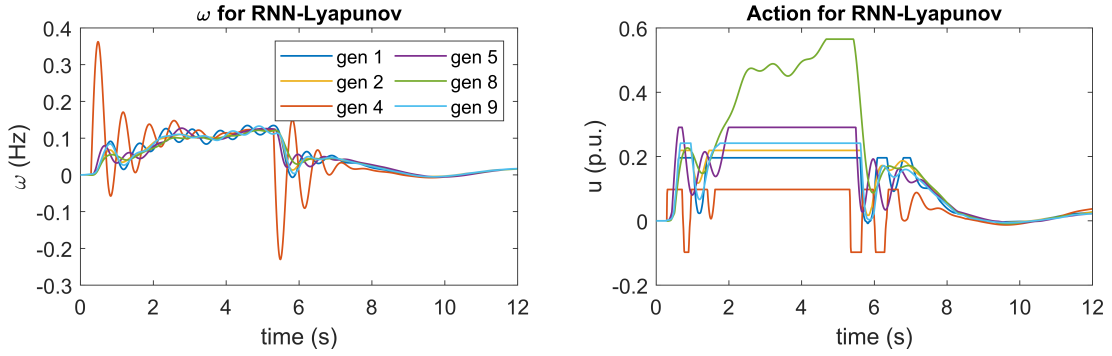 ω for RNN-Lyapunov
0.4
0.3
0.2
0.1
0
-0.1
-0.2
-0.3
ω (Hz)
gen 1
gen 2
gen 4
gen 5
gen 8
gen 9
0 2 4 6 8 10 12
time (s)
Action for RNN-Lyapunov
0.6
0.4
0.2
0
-0.2
u (p.u.)
0 2 4 6 8 10 12
time (s)